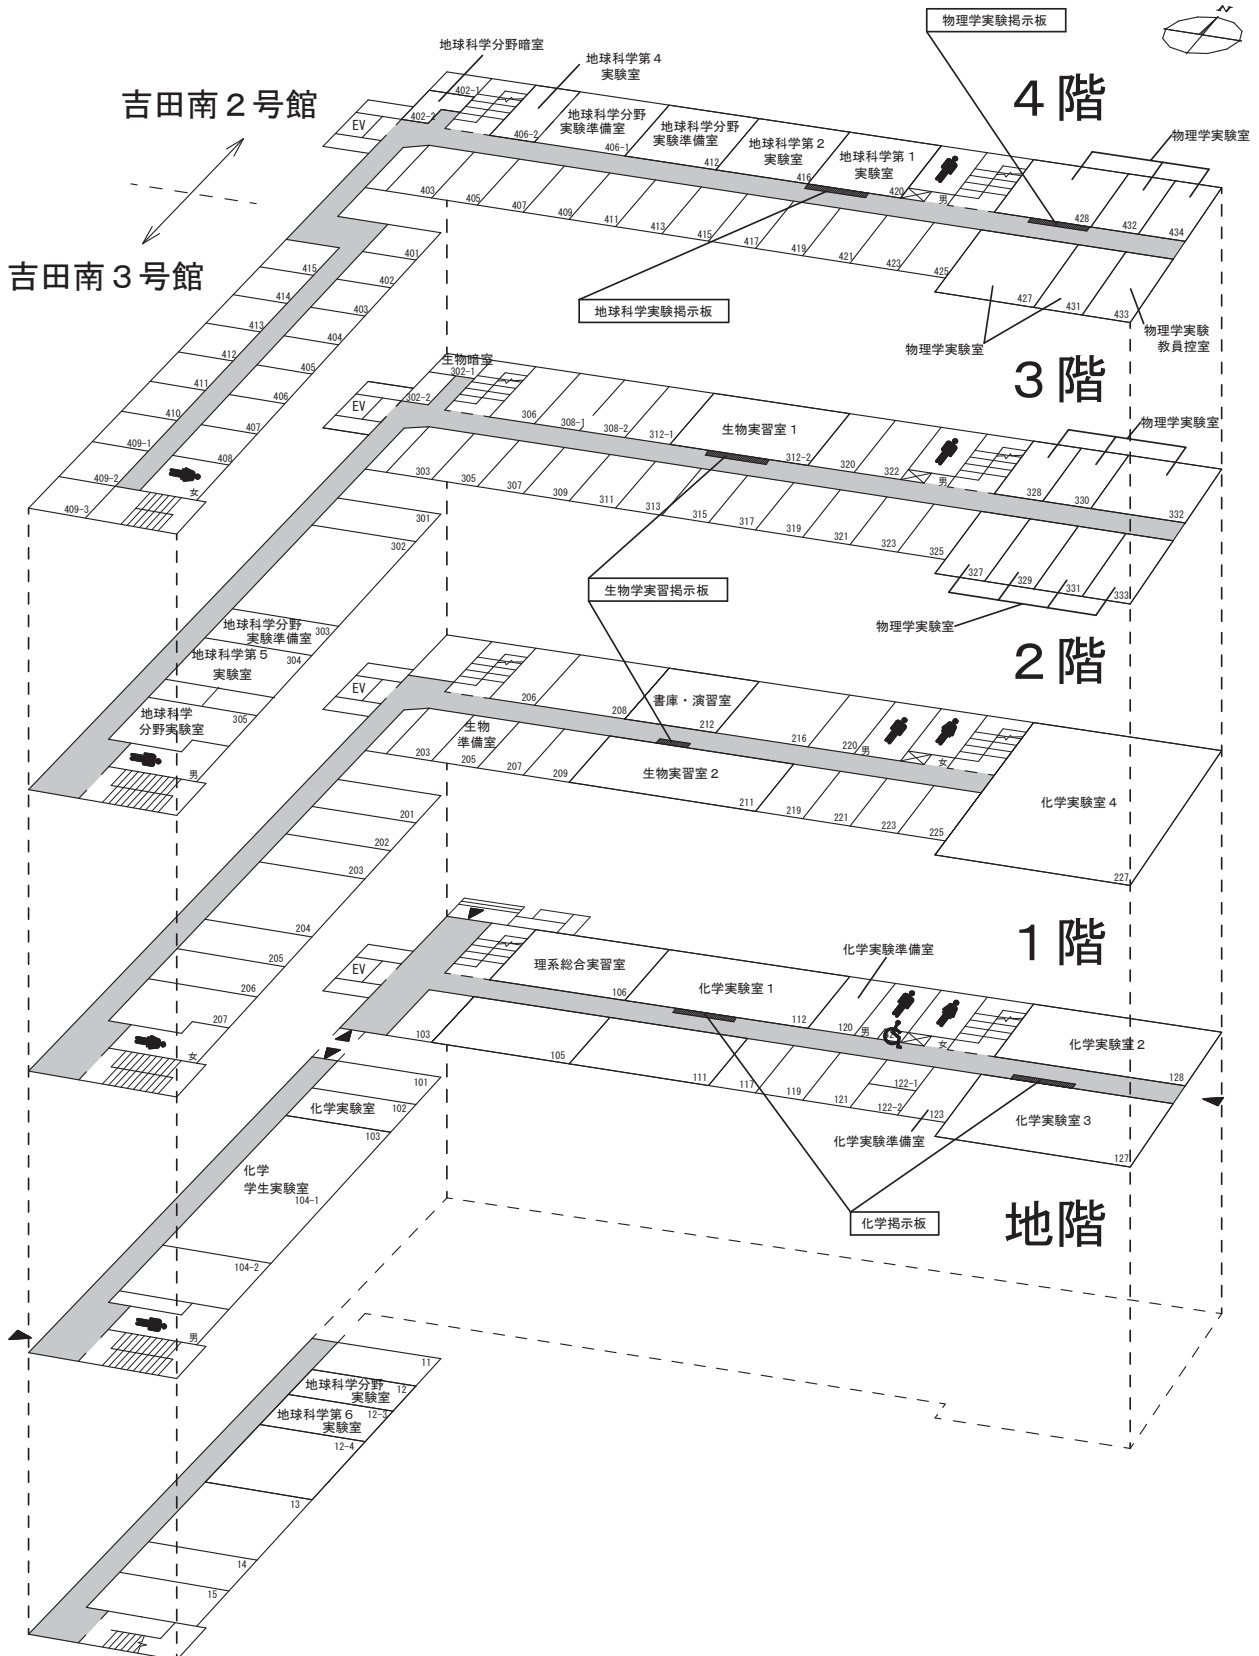 物理学実験掲示板
N
地球科学分野暗室
地球科学第４
実験室
４階
吉田南２号館
402-1
402-2
EV
406-2
地球科学分野
実験準備室
406-1
地球科学分野
実験準備室
412
地球科学第２
実験室
416
地球科学第１
実験室
420
男
物理学実験室
428
432
434
403
405
407
409
411
413
415
417
419
421
423
425
427
431
433
吉田南３号館
地球科学実験掲示板
物理学実験室
物理学実験
教員控室
401
402
403
404
405
406
407
408
女
415
414
413
412
411
410
409-1
409-2
409-3
３階
生物暗室
302-1
302-2
EV
306
308-1
308-2
312-1
生物実習室１
312-2
320
322
男
物理学実験室
328
330
332
303
305
307
309
311
313
315
317
319
321
323
325
327
329
331
333
物理学実験室
生物学実習掲示板
301
302
地球科学分野
実験準備室
303
地球科学第５
実験室
304
地球科学
分野実験室
305
男
２階
EV
206
208
書庫・演習室
212
216
220
男
女
203
生物
準備室
205
207
209
生物実習室２
211
219
221
223
225
化学実験室４
227
201
202
203
204
205
206
207
女
１階
EV
理系総合実習室
106
化学実験室１
112
化学実験準備室
120
男
女
化学実験室２
128
103
105
111
117
119
121
122-1
122-2
123
化学実験準備室
化学実験室３
127
化学掲示板
101
化学実験室
102
103
化学
学生実験室
104-1
104-2
男
地階
11
地球科学分野
実験室
12
地球科学第６
実験室
12-3
12-4
13
14
15